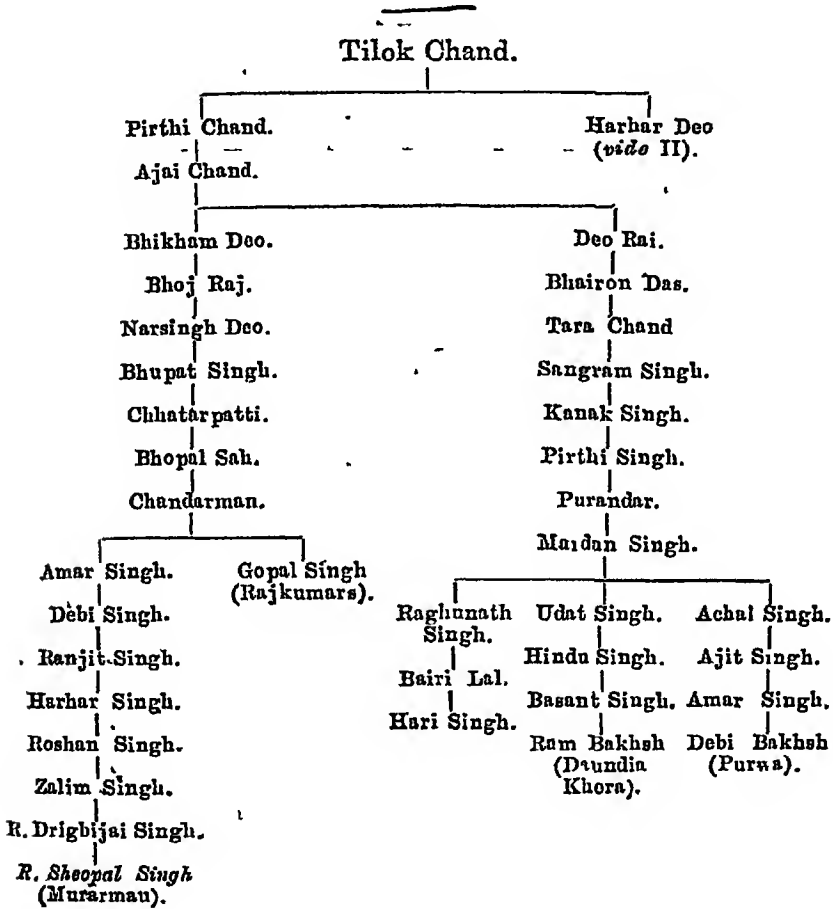 Tilok Chand.
Pirthi Chand. Harhar Deo
(vide II).
Ajai Chand.
Bhikham Deo. Deo Rai.
Bhoj Raj. Bhairon Das.
Narsingh Deo. Tara Chand
Bhupat Singh. Sangram Singh.
Chhatarpatti. Kanak Singh.
Bhopal Sah. Pirthi Singh.
Chandarman. Purandar.
Mardan Singh.
Amar Singh. Gopal Singh
(Rajkumars).
Debi Singh. Raghunath
Singh. Udat Singh. Achal Singh.
Ranjit Singh. Hindu Singh. Ajit Singh.
Bairi Lal.
Harhar Singh. Basant Singh. Amar Singh.
Hari Singh.
Roshan Singh. Ram Bakhsh Debi Bakhsh
(Daundia (Purwa).
Khera).
Zalim Singh.
R. Drigbijai Singh.
R. Sheopal Singh
(Murarmau).